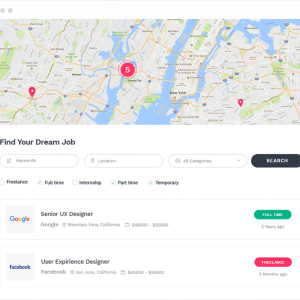 5
Jersey City
New York
Find Your Dream Job
Keywords
Location
All Categories
SEARCH
Freelance
Full time
Internship
Part time
Temporary
Google
Senior UX Designer
FULL TIME
Google
Mountain View, California
$40000 - $50000
2 Years ago
facebook
User Expirience Designer
FREELANCE
Facebook
San Jose, California
$40000 - $50000
3 Months ago